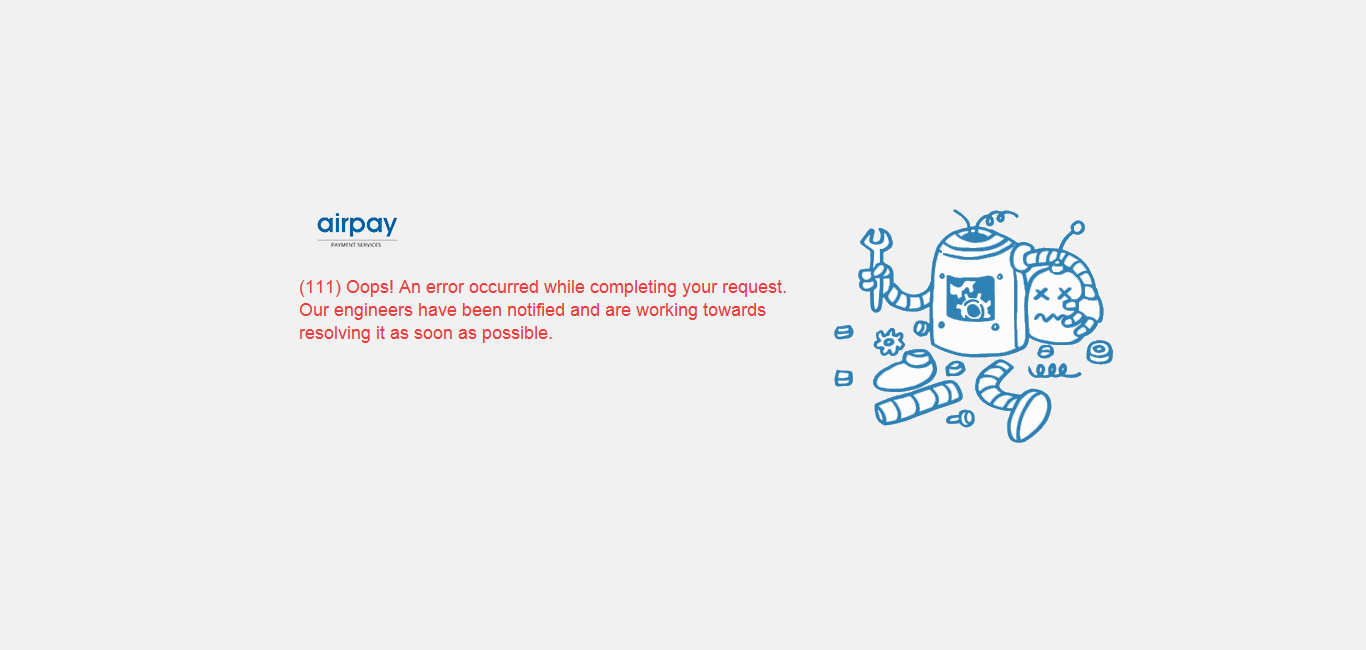 airpay
PAYMENT SERVICES
(111) Oops! An error occurred while completing your request.
Our engineers have been notified and are working towards
resolving it as soon as possible.